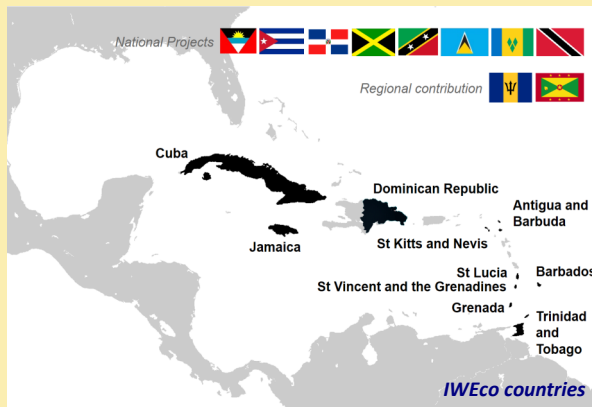 National Projects
Regional contribution
Cuba
Dominican Republic
Antigua and
Barbuda
Jamaica
St Kitts and Nevis
St Lucia
Barbados
St Vincent and the Grenadines
Grenada
Trinidad
and
Tobago
IWEco countries